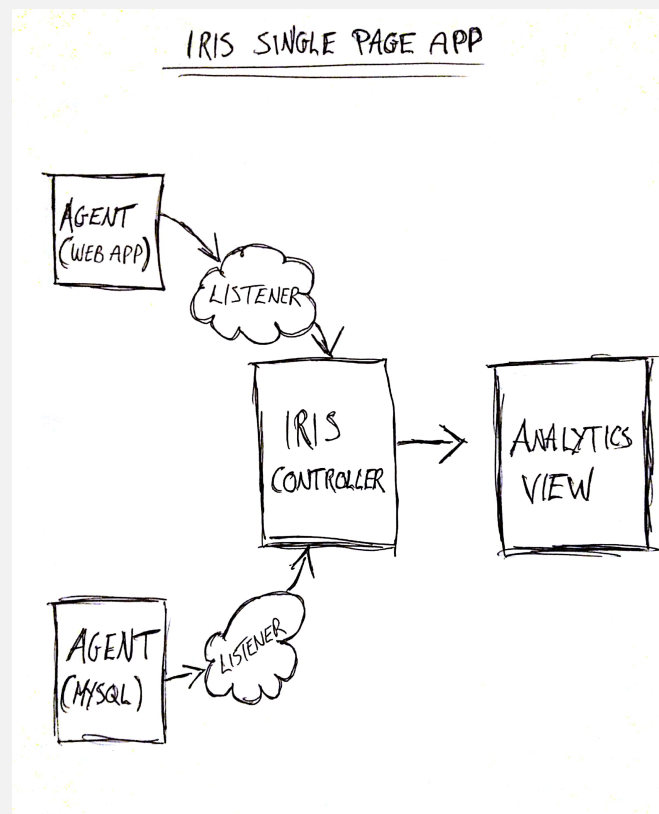 IRIS SINGLE PAGE APP
AGENT
(WEB APP)
LISTENER
IRIS
CONTROLLER
ANALYTICS
VIEW
AGENT
(MYSQL)
LISTENER